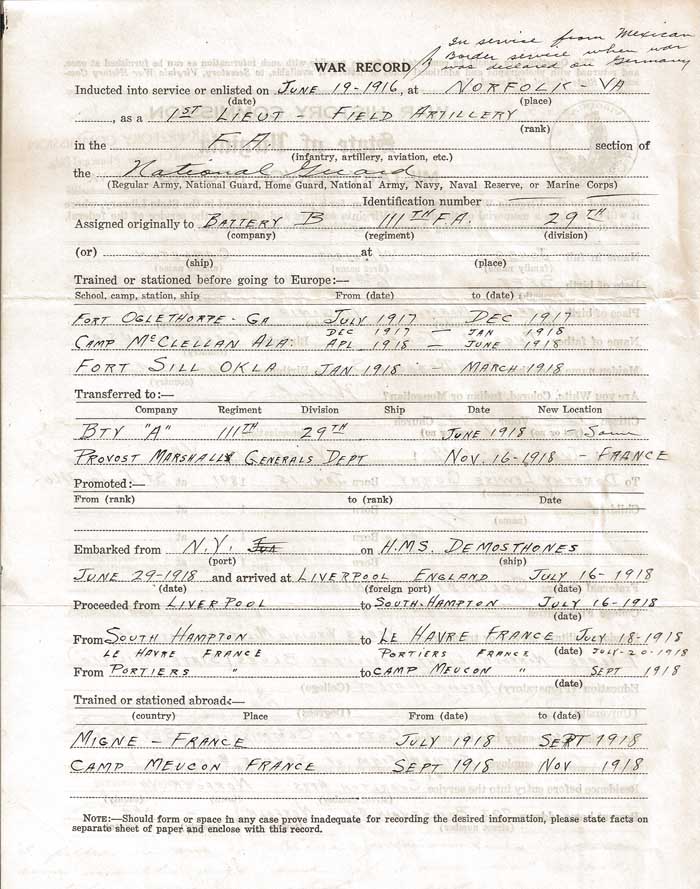 In service from Mexican
Border service when war
was declared on Germany
WAR RECORD
Inducted into service or enlisted on JUNE 19-1916, at NORFOLK - VA
(date) (place)
, as a 1ST LIEUT - FIELD ARTILLERY
(rank)
in the F.A. section of
(infantry, artillery, aviation, etc.)
the National Guard
(Regular Army, National Guard, Home Guard, National Army, Navy, Naval Reserve, or Marine Corps)
Identification number
Assigned originally to BATTERY B 111TH F.A. 29TH
(company) (regiment) (division)
(or) at
(ship) (place)
Trained or stationed before going to Europe:—
School, camp, station, ship From (date) to (date)
FORT OGLETHORPE - GA JULY 1917 DEC 1917
DEC 1917 — JAN 1918
CAMP McCLELLAN ALA. APL 1918 — JUNE 1918
FORT SILL OKLA JAN 1918 - MARCH 1918
Transferred to:—
Company Regiment Division Ship Date New Location
BTY "A" 111TH 29TH JUNE 1918 - Same
PROVOST MARSHALL GENERALS DEPT NOV. 16-1918 - FRANCE
Promoted:—
From (rank) to (rank) Date
Embarked from N.Y. on H.M.S. DEMOSTHONES
(port) (ship)
JUNE 29-1918 and arrived at LIVERPOOL ENGLAND JULY 16-1918
(date) (foreign port) (date)
Proceeded from LIVERPOOL to SOUTH HAMPTON JULY 16-1918
(date)
From SOUTH HAMPTON to LE HAVRE FRANCE JULY 18-1918
LE HAVRE FRANCE PORTIERS FRANCE (date) JULY-20-1918
From PORTIERS " to CAMP MEUCON " SEPT 1918
(date)
Trained or stationed abroad:—
(country) Place From (date) to (date)
MIGNE - FRANCE JULY 1918 SEPT 1918
CAMP MEUCON FRANCE SEPT 1918 NOV 1918
NOTE:—Should form or space in any case prove inadequate for recording the desired information, please state facts on
separate sheet of paper and enclose with this record.